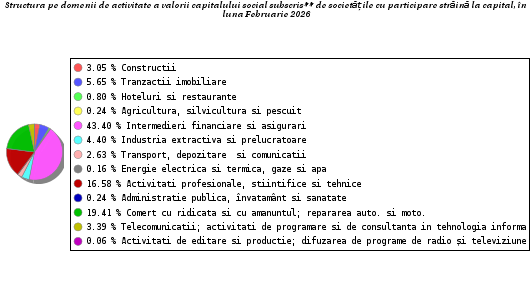 Structura pe domenii de activitate a valorii capitalului social subscris** de societăţile cu participare străină la capital, în
luna Februarie 2026
3.05 % Constructii
5.65 % Tranzactii imobiliare
0.80 % Hoteluri si restaurante
0.24 % Agricultura, silvicultura si pescuit
43.40 % Intermedieri financiare si asigurari
4.40 % Industria extractiva si prelucratoare
2.63 % Transport, depozitare si comunicatii
0.16 % Energie electrica si termica, gaze si apa
16.58 % Activitati profesionale, stiintifice si tehnice
0.24 % Administratie publica, învatamânt si sanatate
19.41 % Comert cu ridicata si cu amanuntul; repararea auto. si moto.
3.39 % Telecomunicatii; activitati de programare si de consultanta in tehnologia informa
0.06 % Activitati de editare si productie; difuzarea de programe de radio și televiziune